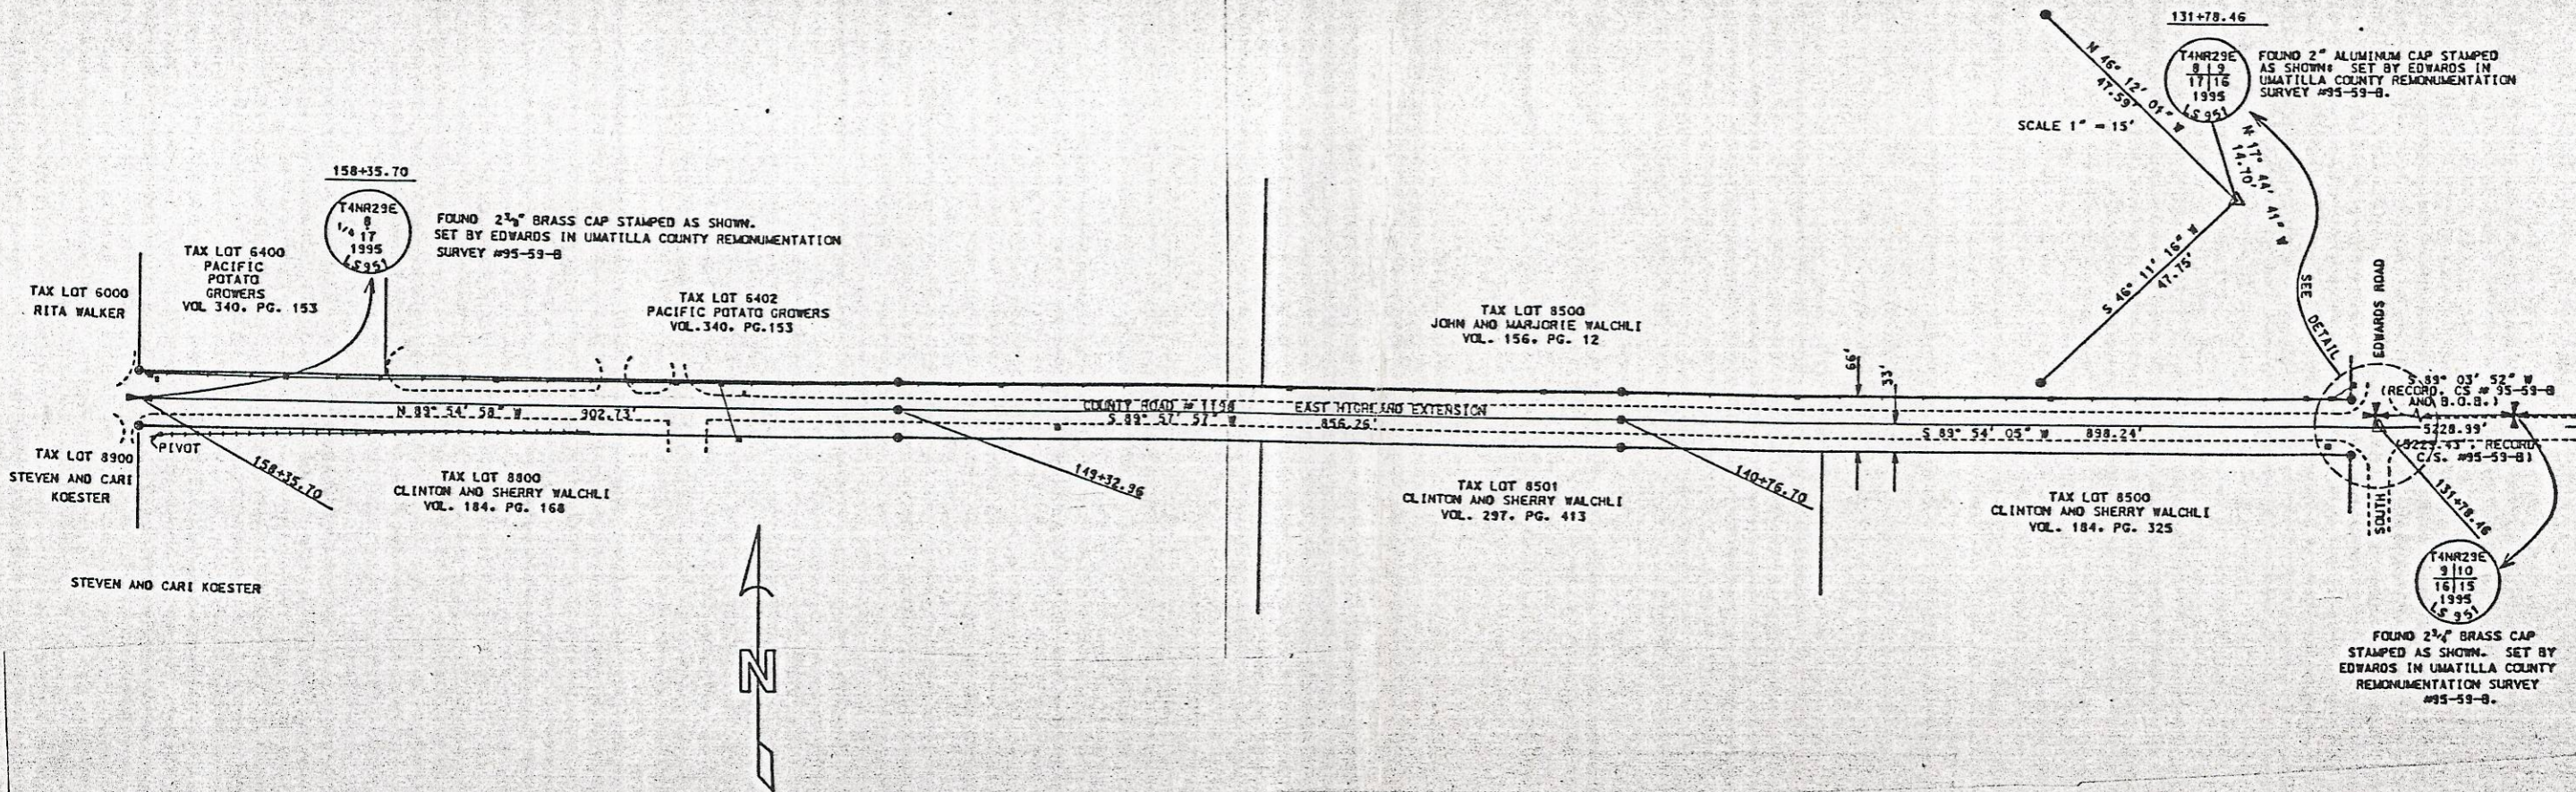 131+78.46
T4NR29E
8 9
17 16
1995
LS 951
FOUND 2" ALUMINUM CAP STAMPED
AS SHOWN: SET BY EDWARDS IN
UMATILLA COUNTY REMONUMENTATION
SURVEY #95-59-B.
N 46° 12' 01" W
47.59'
SCALE 1" = 15'
N 17° 44' 41" W
14.70'
S 46° 11' 16" W
47.75'
SEE DETAIL
EDWARDS ROAD
158+35.70
T4NR29E
8
1/4 17
1995
LS951
FOUND 2 3/8" BRASS CAP STAMPED AS SHOWN.
SET BY EDWARDS IN UMATILLA COUNTY REMONUMENTATION
SURVEY #95-59-B
TAX LOT 6000
RITA WALKER
TAX LOT 6400
PACIFIC
POTATO
GROWERS
VOL 340. PG. 153
TAX LOT 6402
PACIFIC POTATO GROWERS
VOL.340. PG.153
TAX LOT 8500
JOHN AND MARJORIE WALCHLI
VOL. 156. PG. 12
66'
33'
S 89° 03' 52" W
(RECORD, CS # 95-59-B
AND B.O.B.)
N 89° 54' 58" W 902.73'
COUNTY ROAD # 1198 EAST HIGHLAND EXTENSION
S 89° 57' 57" W 856.26'
S 89° 54' 05" W 898.24'
5228.99'
RECORD
C/S. #95-59-B)
PIVOT
TAX LOT 8900
STEVEN AND CARI
KOESTER
158+35.70
TAX LOT 8800
CLINTON AND SHERRY WALCHLI
VOL. 184. PG. 168
149+32.96
TAX LOT 8501
CLINTON AND SHERRY WALCHLI
VOL. 297. PG. 413
140+76.70
TAX LOT 8500
CLINTON AND SHERRY WALCHLI
VOL. 184. PG. 325
SOUTH
131+78.46
STEVEN AND CARI KOESTER
N
T4NR29E
9 10
16 15
1995
LS 951
FOUND 2 3/4" BRASS CAP
STAMPED AS SHOWN. SET BY
EDWARDS IN UMATILLA COUNTY
REMONUMENTATION SURVEY
#95-59-B.